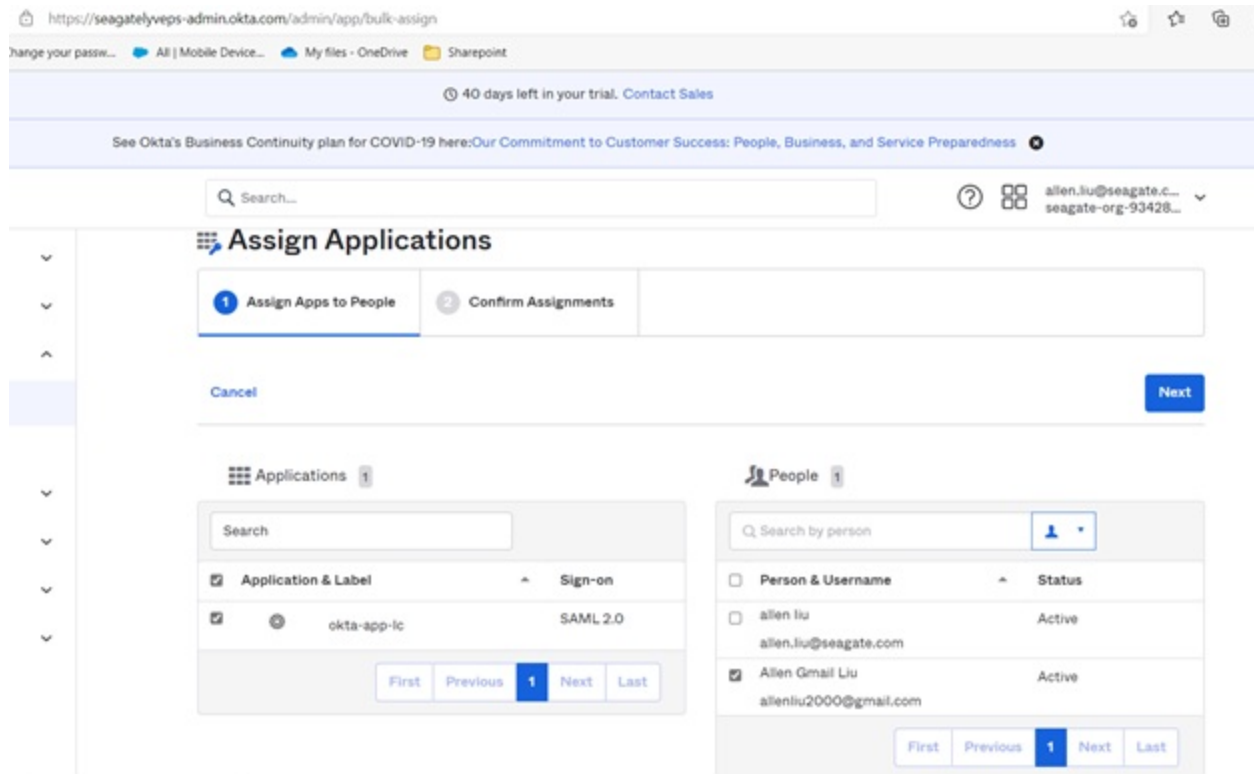 https://seagatelyveps-admin.okta.com/admin/app/bulk-assign
hange your passw... All | Mobile Device... My files - OneDrive Sharepoint
40 days left in your trial. Contact Sales
See Okta's Business Continuity plan for COVID-19 here:Our Commitment to Customer Success: People, Business, and Service Preparedness
Search...
allen.liu@seagate.c...
seagate-org-93428...
Assign Applications
1 Assign Apps to People 2 Confirm Assignments
Cancel Next
Applications 1
Search
Application & Label Sign-on
okta-app-lc SAML 2.0
First Previous 1 Next Last
People 1
Search by person
Person & Username Status
allen liu Active
allen.liu@seagate.com
Allen Gmail Liu Active
allenliu2000@gmail.com
First Previous 1 Next Last